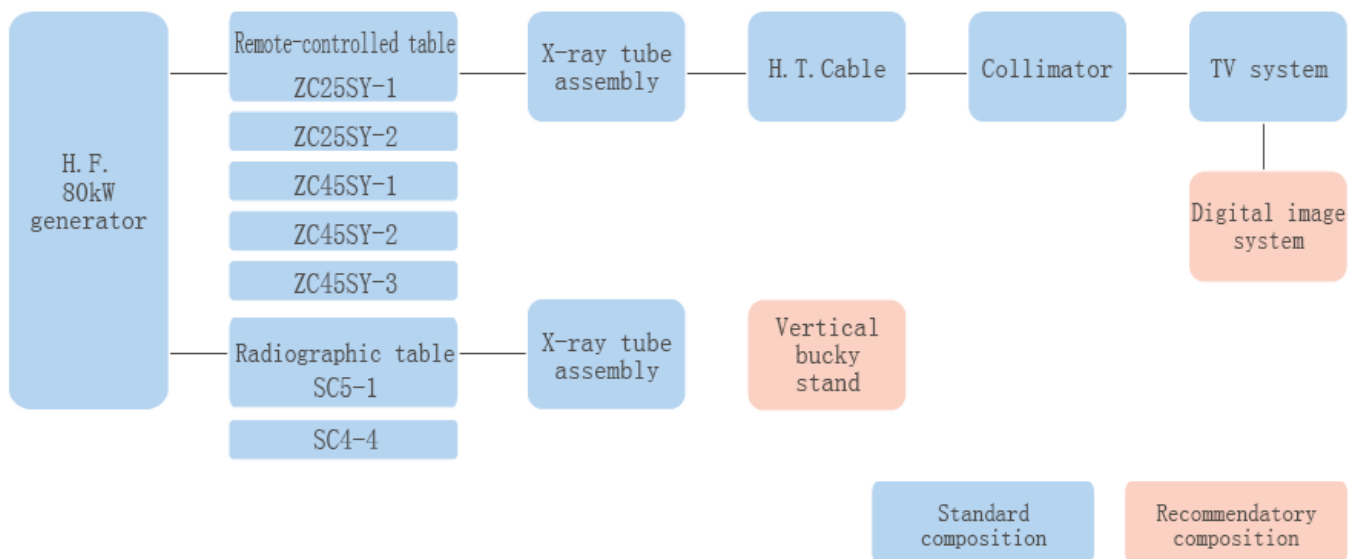 H.F.
80kW
generator
Remote-controlled table
ZC25SY-1
ZC25SY-2
ZC45SY-1
ZC45SY-2
ZC45SY-3
Radiographic table
SC5-1
SC4-4
X-ray tube
assembly
H.T.Cable
Collimator
TV system
Digital image
system
X-ray tube
assembly
Vertical
bucky
stand
Standard
composition
Recommendatory
composition